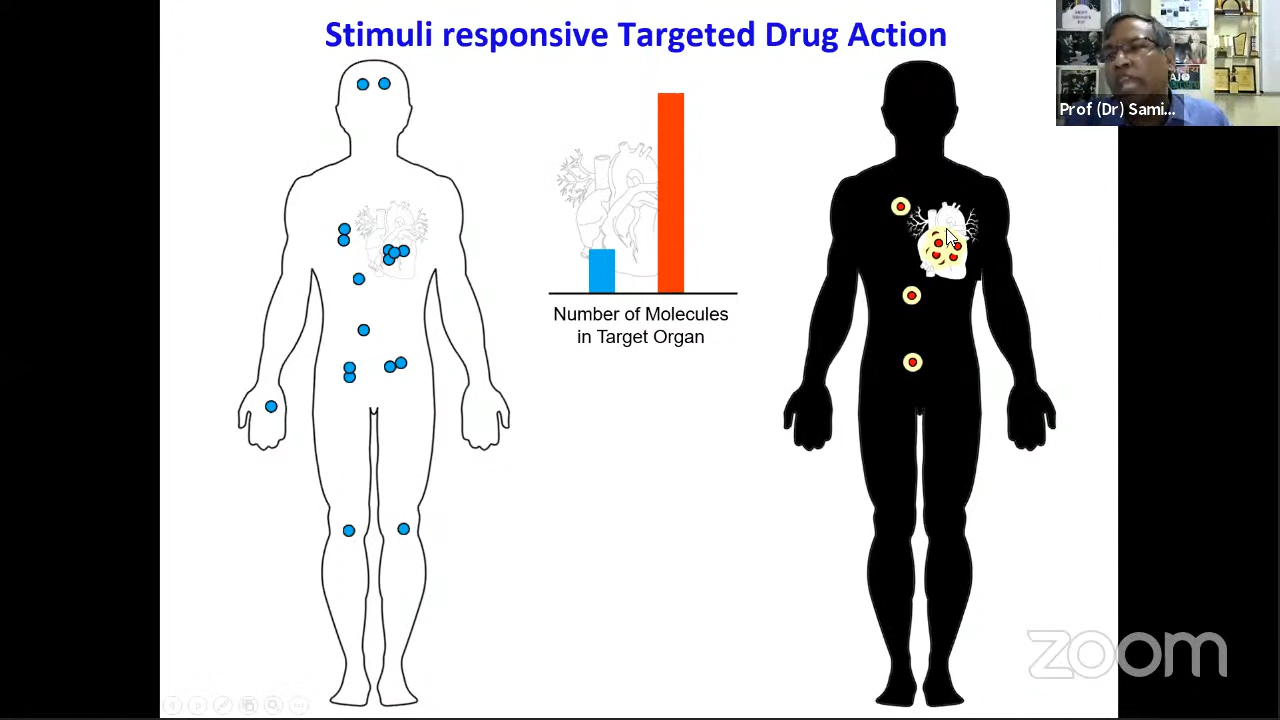 Stimuli responsive Targeted Drug Action
Prof (Dr) Sami...
Number of Molecules
in Target Organ
zoom